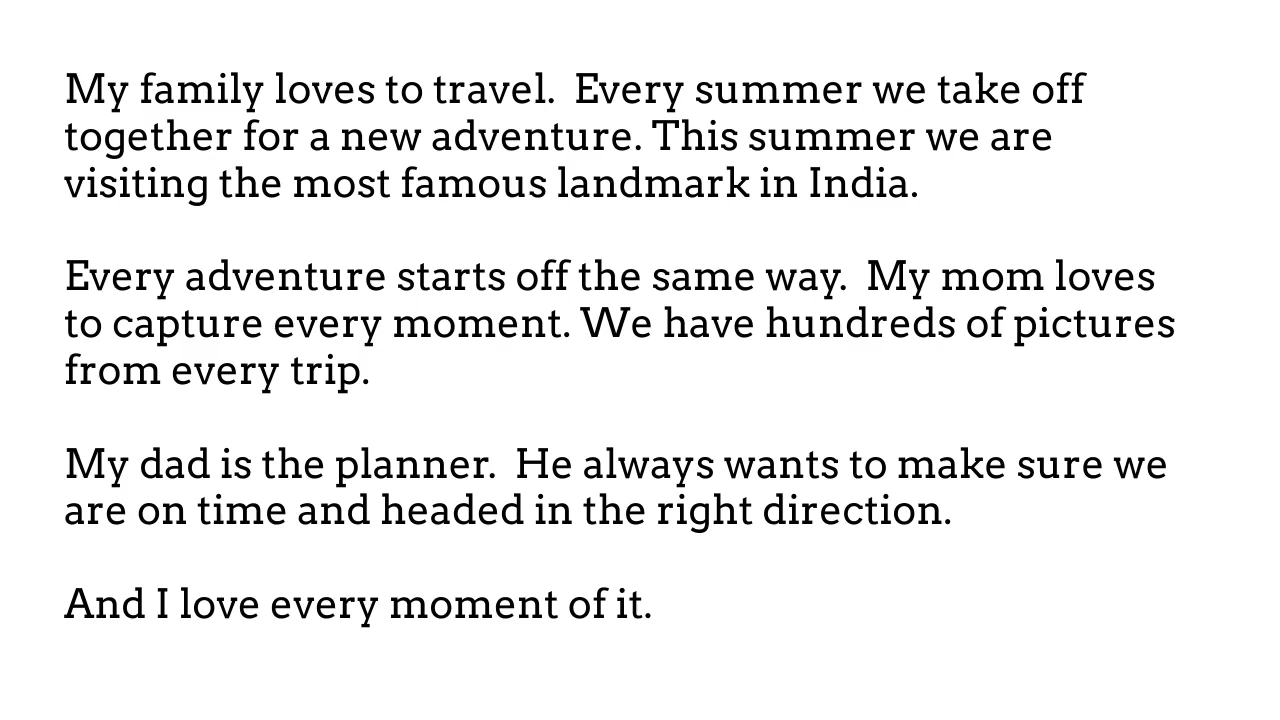 My family loves to travel.  Every summer we take off
together for a new adventure. This summer we are
visiting the most famous landmark in India.
Every adventure starts off the same way.  My mom loves
to capture every moment. We have hundreds of pictures
from every trip.
My dad is the planner.  He always wants to make sure we
are on time and headed in the right direction.
And I love every moment of it.